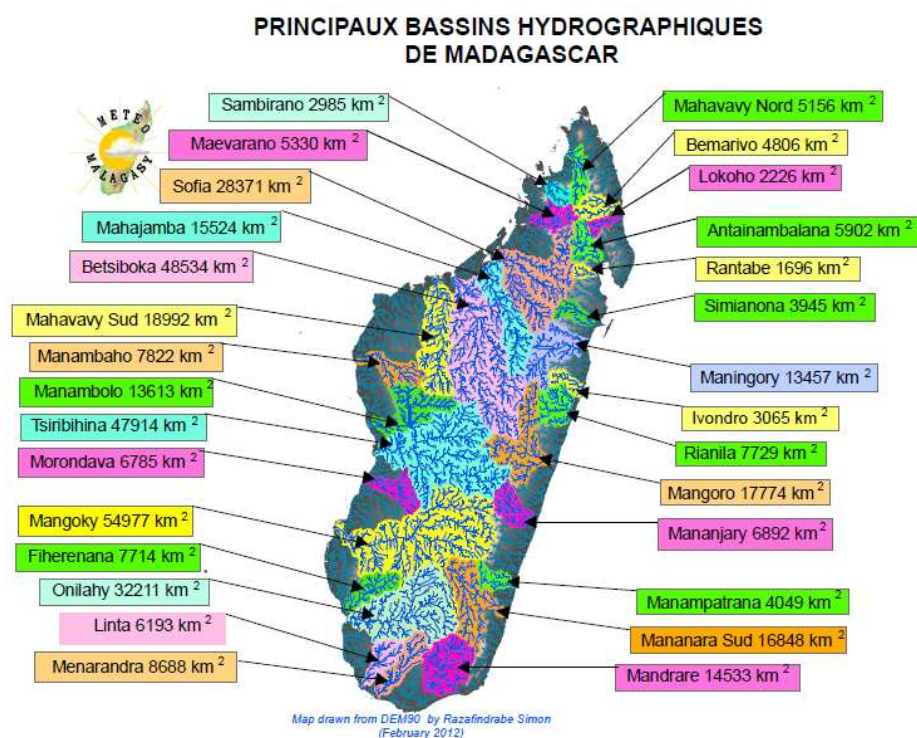 PRINCIPAUX BASSINS HYDROGRAPHIQUES
DE MADAGASCAR
METEO
MALAGASY
Sambirano 2985 km ²
Maevarano 5330 km ²
Sofia 28371 km ²
Mahajamba 15524 km ²
Betsiboka 48534 km ²
Mahavavy Sud 18992 km ²
Manambaho 7822 km ²
Manambolo 13613 km ²
Tsiribihina 47914 km ²
Morondava 6785 km ²
Mangoky 54977 km ²
Fiherenana 7714 km ²
Onilahy 32211 km ²
Linta 6193 km ²
Menarandra 8688 km ²
Mahavavy Nord 5156 km ²
Bemarivo 4806 km ²
Lokoho 2226 km ²
Antainambalana 5902 km ²
Rantabe 1696 km ²
Simianona 3945 km ²
Maningory 13457 km ²
Ivondro 3065 km ²
Rianila 7729 km ²
Mangoro 17774 km ²
Mananjary 6892 km ²
Manampatrana 4049 km ²
Mananara Sud 16848 km ²
Mandrare 14533 km ²
Map drawn from DEM90 by Razafindrabe Simon
(February 2012)